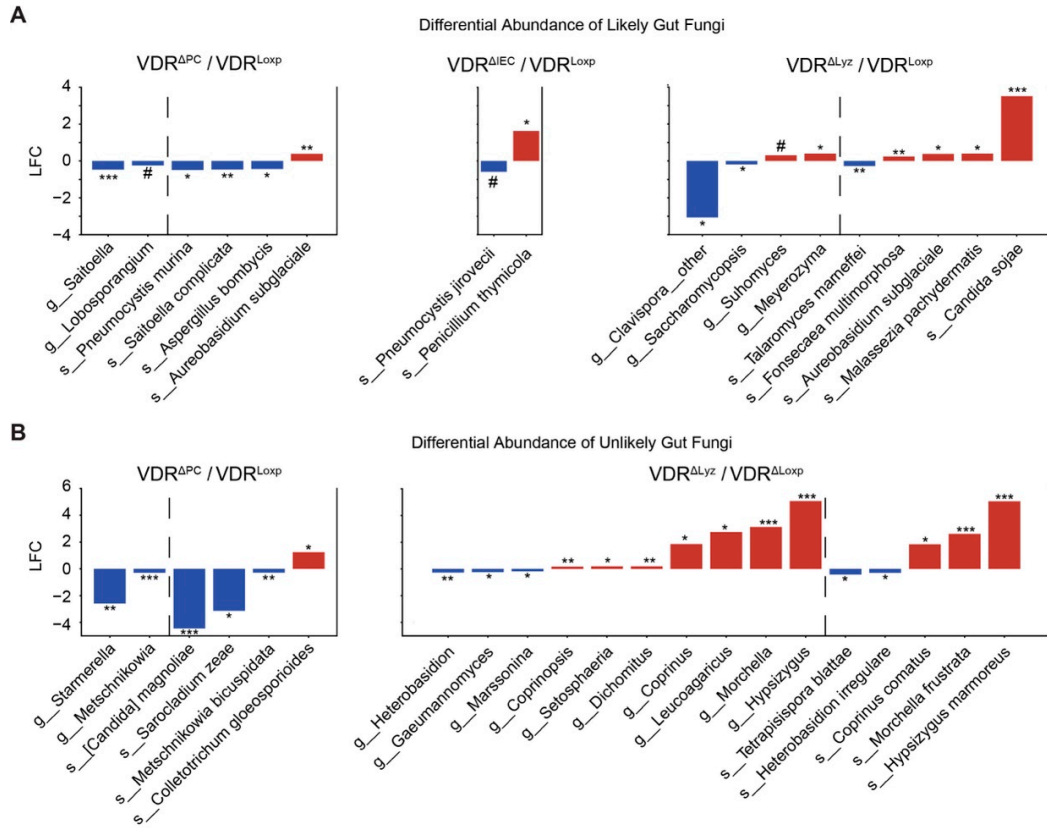 A
Differential Abundance of Likely Gut Fungi
VDRΔPC / VDRLoxp
VDRΔIEC / VDRLoxp
VDRΔLyz / VDRLoxp
LFC
4
2
0
−2
−4
***
#
*
**
*
**
#
*
*
*
#
*
**
**
*
*
***
g__Saitoella
g__Lobosporangium
s__Pneumocystis murina
s__Saitoella complicata
s__Aspergillus bombycis
s__Aureobasidium subglaciale
s__Pneumocystis jirovecii
s__Penicillium thymicola
g__Clavispora__other
g__Saccharomycopsis
g__Suhomyces
g__Meyerozyma
s__Talaromyces marneffei
s__Fonsecaea multimorphosa
s__Aureobasidium subglaciale
s__Malassezia pachydermatis
s__Candida sojae
B
Differential Abundance of Unlikely Gut Fungi
VDRΔPC / VDRLoxp
VDRΔLyz / VDRΔLoxp
LFC
6
4
2
0
−2
−4
**
***
***
*
**
*
**
*
*
**
*
**
*
*
***
***
*
*
*
***
***
g__Starmerella
g__Metschnikowia
s__[Candida] magnoliae
s__Sarocladium zeae
s__Metschnikowia bicuspidata
s__Colletotrichum gloeosporioides
g__Heterobasidion
g__Gaeumannomyces
g__Marssonina
g__Coprinopsis
g__Setosphaeria
g__Dichomitus
g__Coprinus
g__Leucoagaricus
g__Morchella
g__Hypsizygus
s__Tetrapisispora blattae
s__Heterobasidion irregulare
s__Coprinus comatus
s__Morchella frustrata
s__Hypsizygus marmoreus